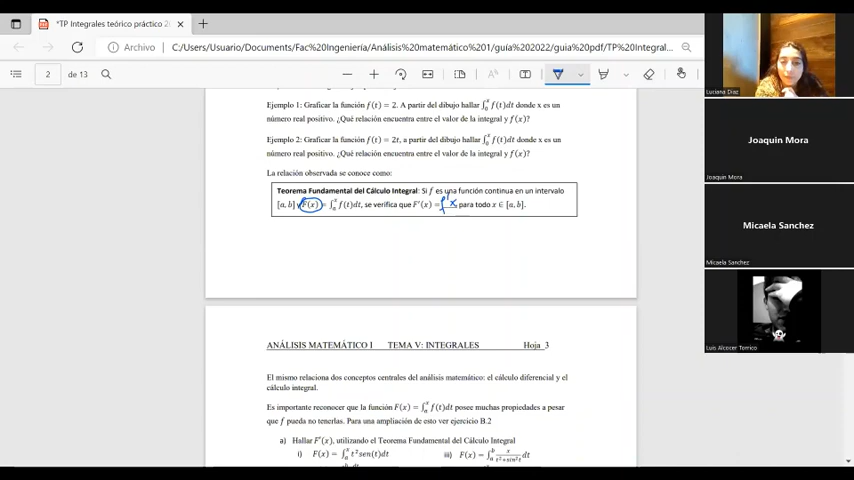 *TP Integrales teórico práctico 2
Archivo
C:/Users/Usuario/Documents/Fac%20Ingeniería/Análisis%20matemático%201/guía%202022/guia%20pdf/TP%20Integral...
2 de 13
Ejemplo 1: Graficar la función f(t) = 2. A partir del dibujo hallar ∫₀ˣ f(t)dt donde x es un
número real positivo. ¿Qué relación encuentra entre el valor de la integral y f(x)?
Ejemplo 2: Graficar la función f(t) = 2t, a partir del dibujo hallar ∫₀ˣ f(t)dt donde x es un
número real positivo. ¿Qué relación encuentra entre el valor de la integral y f(x)?
La relación observada se conoce como:
Teorema Fundamental del Cálculo Integral: Si f es una función continua en un intervalo
[a, b] y F(x) = ∫ₐˣ f(t)dt, se verifica que F'(x) = f'x para todo x ∈ [a, b].
ANÁLISIS MATEMÁTICO I TEMA V: INTEGRALES Hoja 3
El mismo relaciona dos conceptos centrales del análisis matemático: el cálculo diferencial y el
cálculo integral.
Es importante reconocer que la función F(x) = ∫ₐˣ f(t)dt posee muchas propiedades a pesar
que f pueda no tenerlas. Para una ampliación de esto ver ejercicio B.2
a) Hallar F'(x), utilizando el Teorema Fundamental del Cálculo Integral
i) F(x) = ∫ₐˣ t²sen(t)dt iii) F(x) = ∫ₐᵇ x/(t²+sin²t) dt
Luciana Diaz
Joaquin Mora
Joaquin Mora
Micaela Sanchez
Micaela Sanchez
Luis Alcocer Torrico